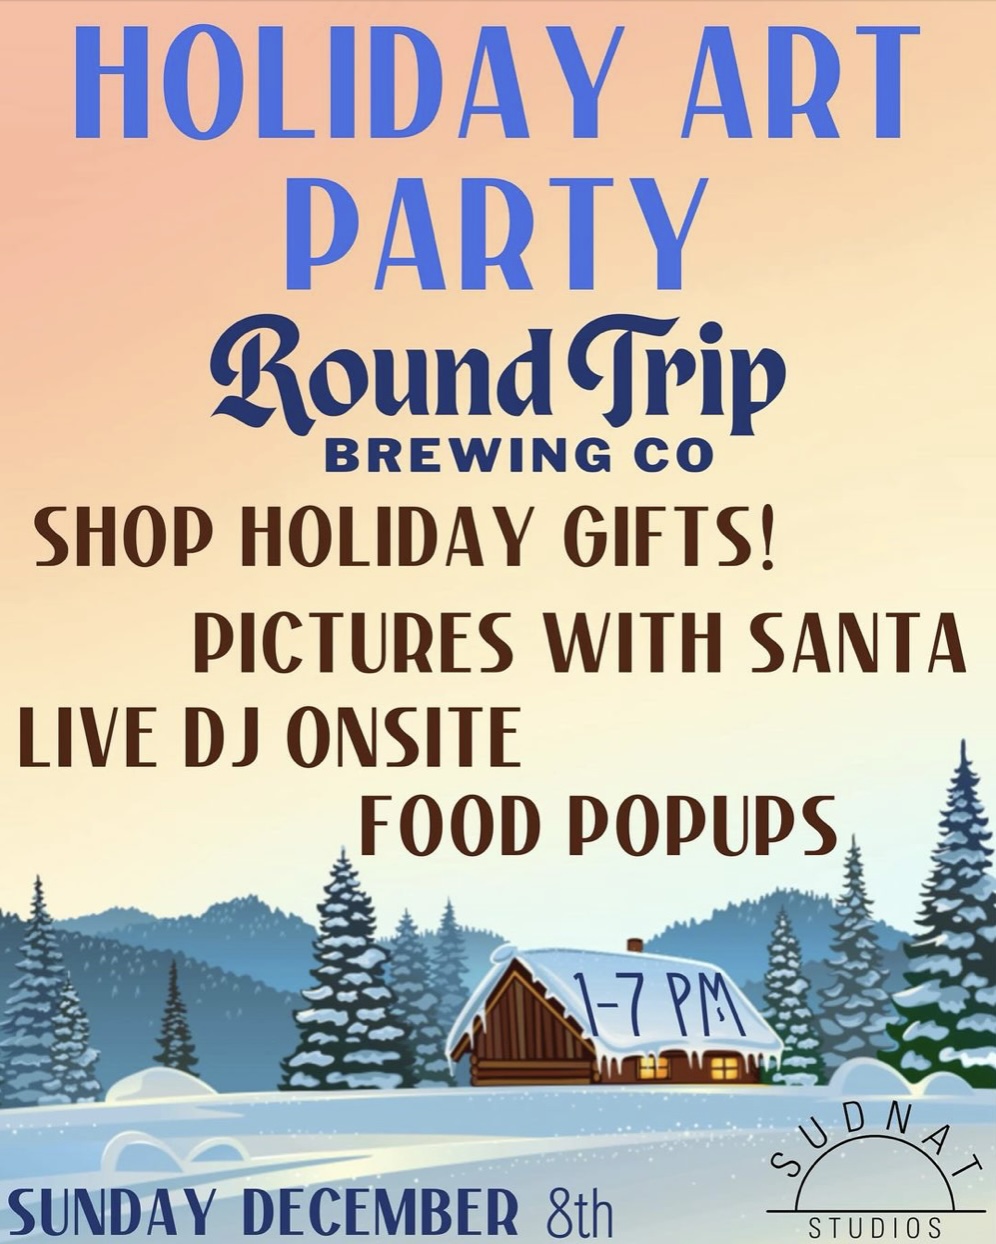 HOLIDAY ART
PARTY
Round Trip
BREWING CO
SHOP HOLIDAY GIFTS!
PICTURES WITH SANTA
LIVE DJ ONSITE
FOOD POPUPS
1-7 PM
SUDNAT
STUDIOS
SUNDAY DECEMBER 8th